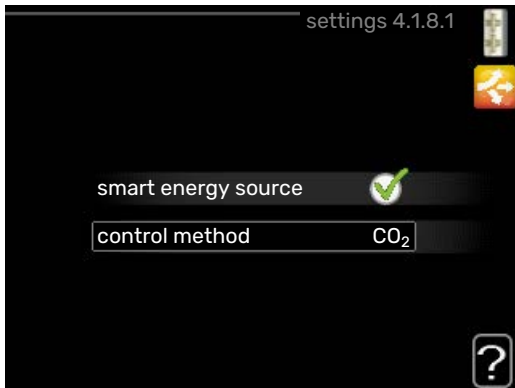 settings 4.1.8.1
smart energy source
control method CO₂
?